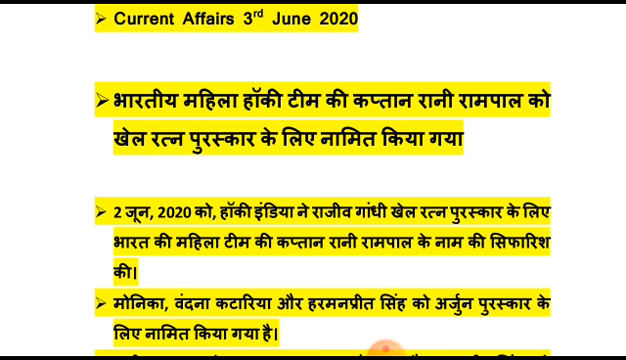 ➢ Current Affairs 3rd June 2020
➢ भारतीय महिला हॉकी टीम की कप्तान रानी रामपाल को
खेल रत्न पुरस्कार के लिए नामित किया गया
➢ 2 जून, 2020 को, हॉकी इंडिया ने राजीव गांधी खेल रत्न पुरस्कार के लिए
भारत की महिला टीम की कप्तान रानी रामपाल के नाम की सिफारिश
की।
➢ मोनिका, वंदना कटारिया और हरमनप्रीत सिंह को अर्जुन पुरस्कार के
लिए नामित किया गया है।